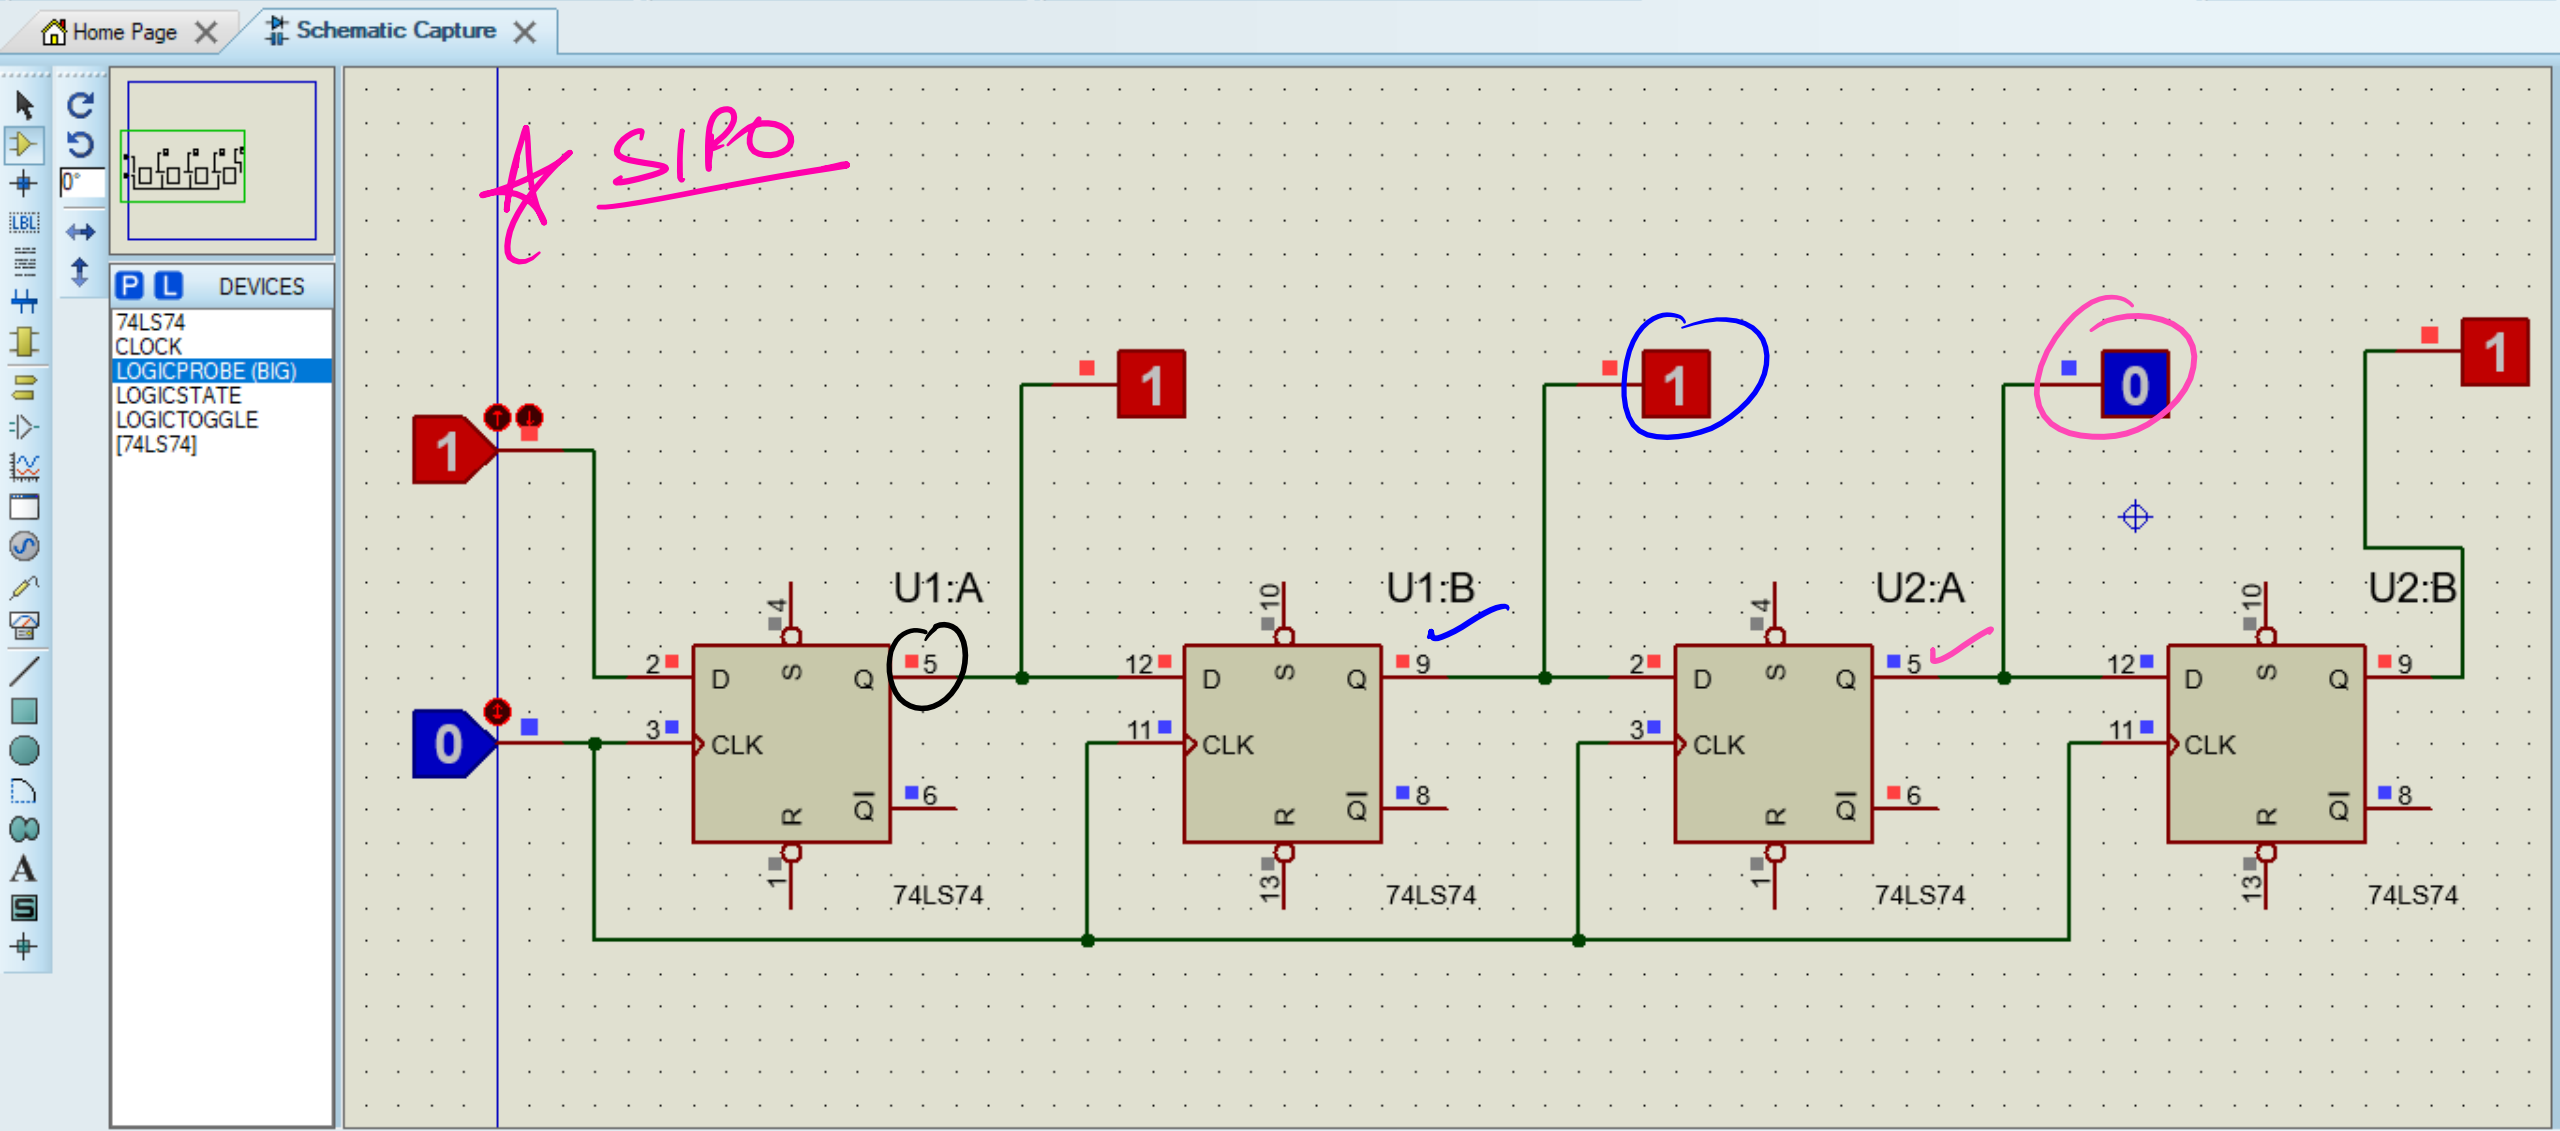 Home Page
Schematic Capture
SIPO
0°
LBL
P L DEVICES
74LS74
CLOCK
LOGICPROBE (BIG)
LOGICSTATE
LOGICTOGGLE
[74LS74]
A
S
1
1
0
1
1
0
U1:A
4
2 D S Q 5
3 CLK
R Q 6
1
74LS74
U1:B
10
12 D S Q 9
11 CLK
R Q 8
13
74LS74
U2:A
4
2 D S Q 5
3 CLK
R Q 6
1
74LS74
U2:B
10
12 D S Q 9
11 CLK
R Q 8
13
74LS74